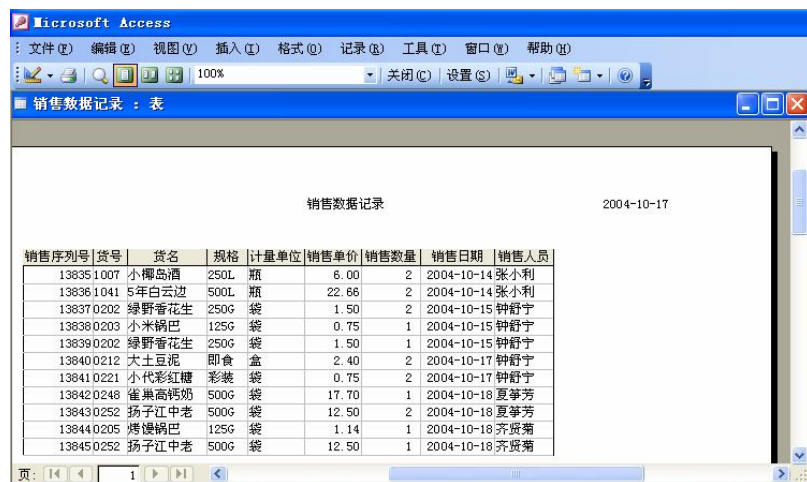 Microsoft Access
文件(F) 编辑(E) 视图(V) 插入(I) 格式(O) 记录(R) 工具(T) 窗口(W) 帮助(H)
100% 关闭(C) 设置(S)
销售数据记录 : 表
销售数据记录 2004-10-17
销售序列号 货号 货名 规格 计量单位 销售单价 销售数量 销售日期 销售人员
13835 1007 小椰岛酒 250L 瓶 6.00 2 2004-10-14 张小利
13836 1041 5年白云边 500L 瓶 22.66 2 2004-10-14 张小利
13837 0202 绿野香花生 250G 袋 1.50 2 2004-10-15 钟舒宁
13838 0203 小米锅巴 125G 袋 0.75 1 2004-10-15 钟舒宁
13839 0202 绿野香花生 250G 袋 1.50 1 2004-10-15 钟舒宁
13840 0212 大土豆泥 即食 盒 2.40 2 2004-10-17 钟舒宁
13841 0221 小代彩红糖 彩装 袋 0.75 2 2004-10-17 钟舒宁
13842 0248 雀巢高钙奶 500G 袋 17.70 1 2004-10-18 夏筝芳
13843 0252 扬子江中老 500G 袋 12.50 2 2004-10-18 夏筝芳
13844 0205 烤馒锅巴 125G 袋 1.14 1 2004-10-18 齐贤菊
13845 0252 扬子江中老 500G 袋 12.50 1 2004-10-18 齐贤菊
页: 1